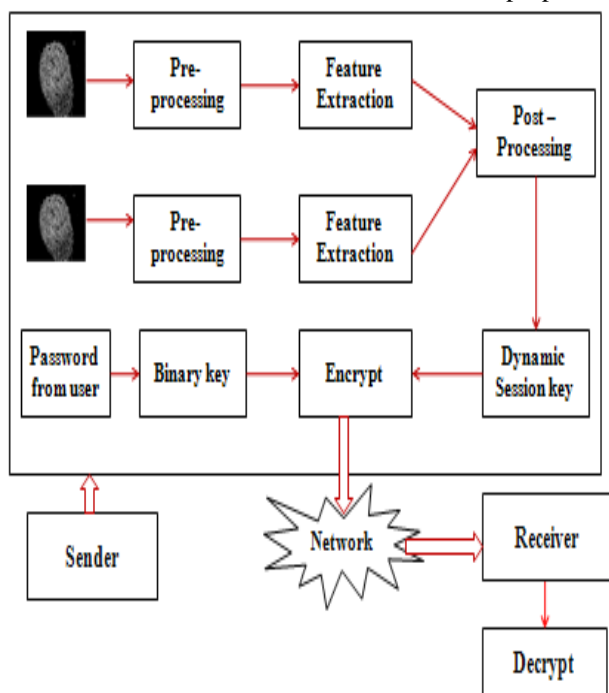 Pre-
processing
Feature
Extraction
Post –
Processing
Pre-
processing
Feature
Extraction
Password
from user
Binary key
Encrypt
Dynamic
Session key
Sender
Network
Receiver
Decrypt